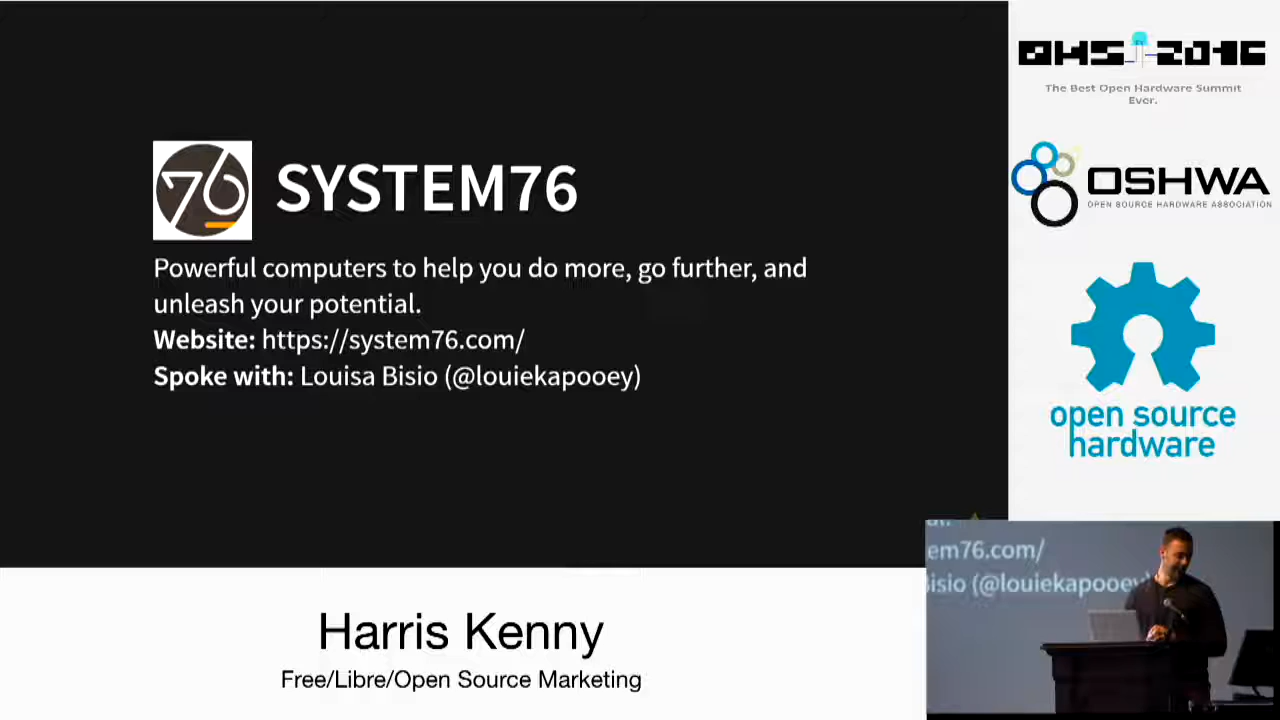 76 SYSTEM76
Powerful computers to help you do more, go further, and
unleash your potential.
Website: https://system76.com/
Spoke with: Louisa Bisio (@louiekapooey)
Harris Kenny
Free/Libre/Open Source Marketing
OHS 2016
The Best Open Hardware Summit
Ever.
OSHWA
OPEN SOURCE HARDWARE ASSOCIATION
open source
hardware
em76.com/
Bisio (@louiekapooey)